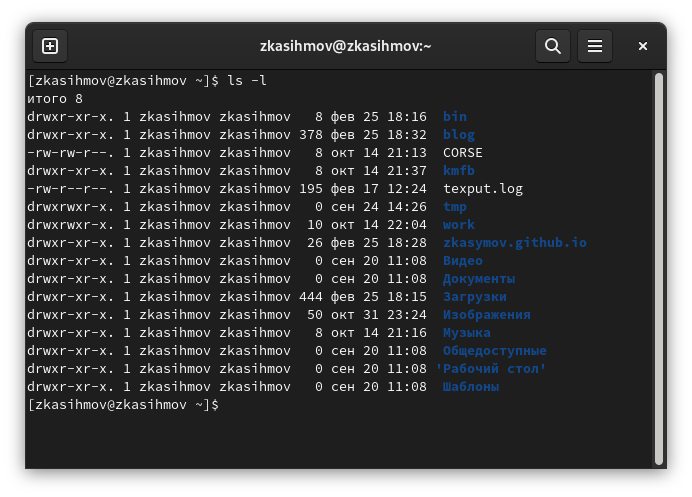 zkasihmov@zkasihmov:~
[zkasihmov@zkasihmov ~]$ ls -l
итого 8
drwxr-xr-x. 1 zkasihmov zkasihmov   8 фев 25 18:16  bin
drwxr-xr-x. 1 zkasihmov zkasihmov 378 фев 25 18:32  blog
-rw-rw-r--. 1 zkasihmov zkasihmov   8 окт 14 21:13  CORSE
drwxr-xr-x. 1 zkasihmov zkasihmov   8 окт 14 21:37  kmfb
-rw-r--r--. 1 zkasihmov zkasihmov 195 фев 17 12:24  texput.log
drwxrwxr-x. 1 zkasihmov zkasihmov   0 сен 24 14:26  tmp
drwxrwxr-x. 1 zkasihmov zkasihmov  10 окт 14 22:04  work
drwxr-xr-x. 1 zkasihmov zkasihmov  26 фев 25 18:28  zkasymov.github.io
drwxr-xr-x. 1 zkasihmov zkasihmov   0 сен 20 11:08  Видео
drwxr-xr-x. 1 zkasihmov zkasihmov   0 сен 20 11:08  Документы
drwxr-xr-x. 1 zkasihmov zkasihmov 444 фев 25 18:15  Загрузки
drwxr-xr-x. 1 zkasihmov zkasihmov  50 окт 31 23:24  Изображения
drwxr-xr-x. 1 zkasihmov zkasihmov   8 окт 14 21:16  Музыка
drwxr-xr-x. 1 zkasihmov zkasihmov   0 сен 20 11:08  Общедоступные
drwxr-xr-x. 1 zkasihmov zkasihmov   0 сен 20 11:08 'Рабочий стол'
drwxr-xr-x. 1 zkasihmov zkasihmov   0 сен 20 11:08  Шаблоны
[zkasihmov@zkasihmov ~]$